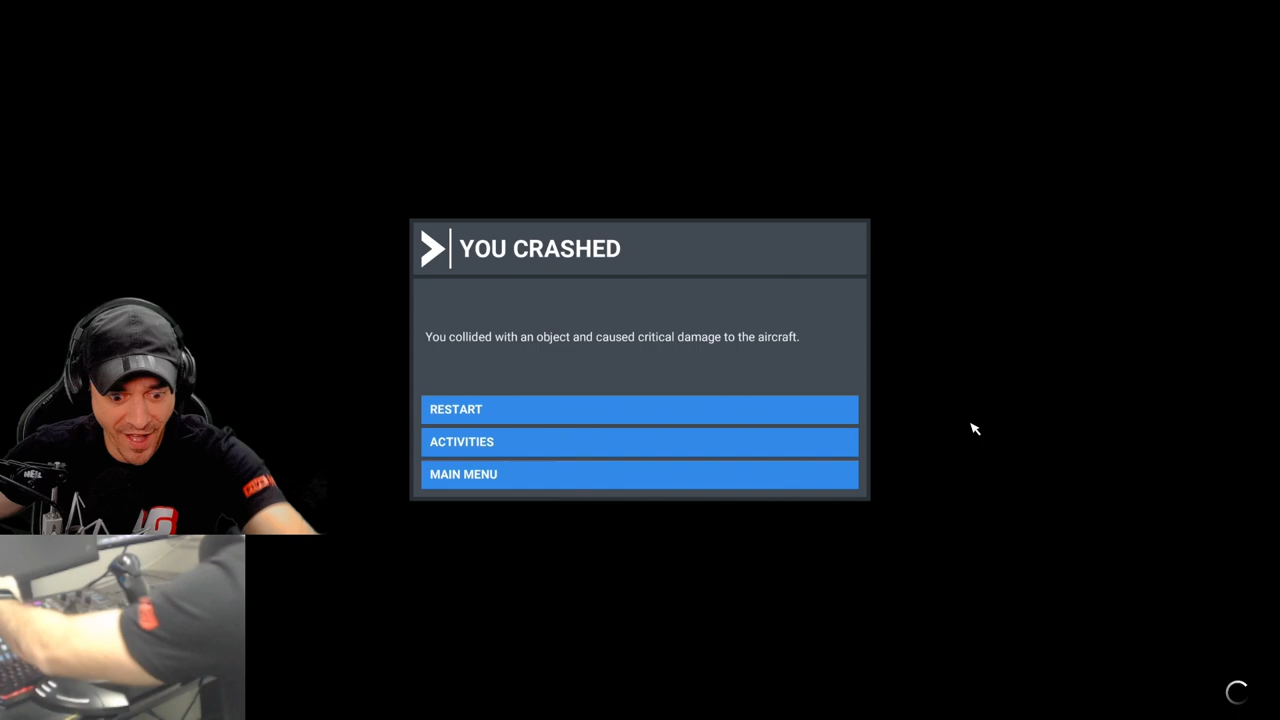 YOU CRASHED
You collided with an object and caused critical damage to the aircraft.
RESTART
ACTIVITIES
MAIN MENU